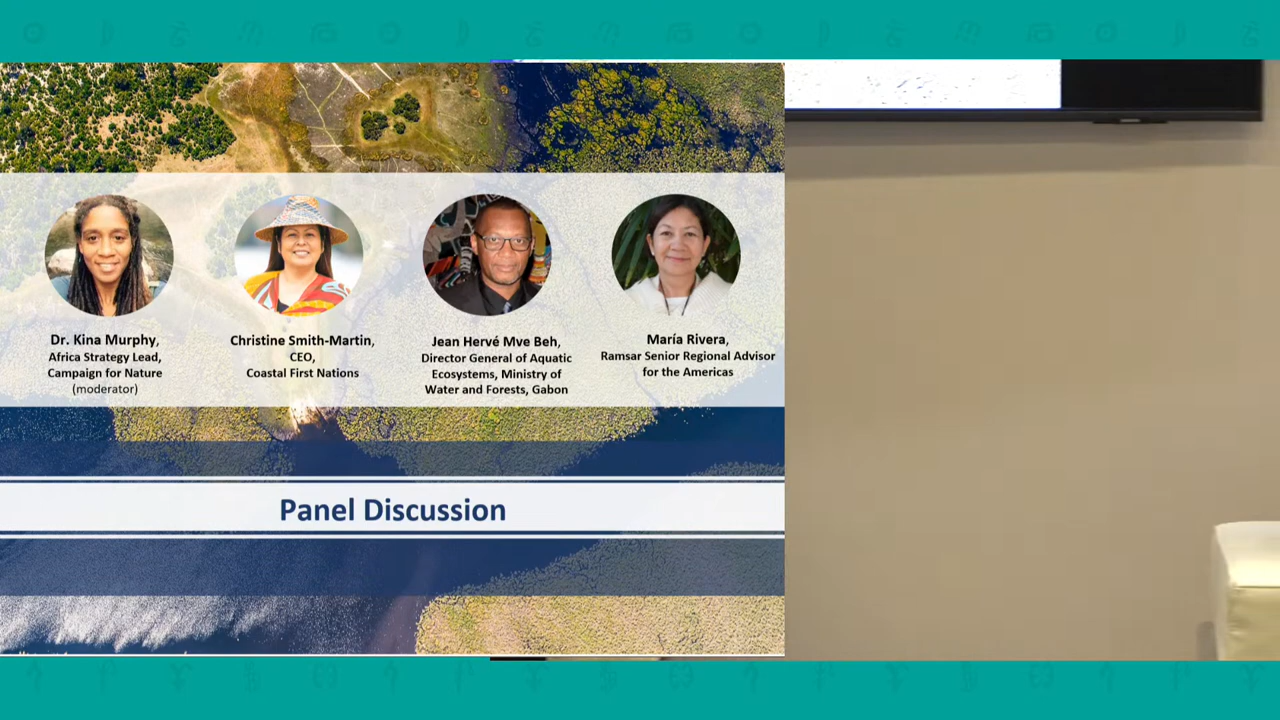 Dr. Kina Murphy,
Africa Strategy Lead,
Campaign for Nature
(moderator)
Christine Smith-Martin,
CEO,
Coastal First Nations
Jean Hervé Mve Beh,
Director General of Aquatic
Ecosystems, Ministry of
Water and Forests, Gabon
María Rivera,
Ramsar Senior Regional Advisor
for the Americas
Panel Discussion